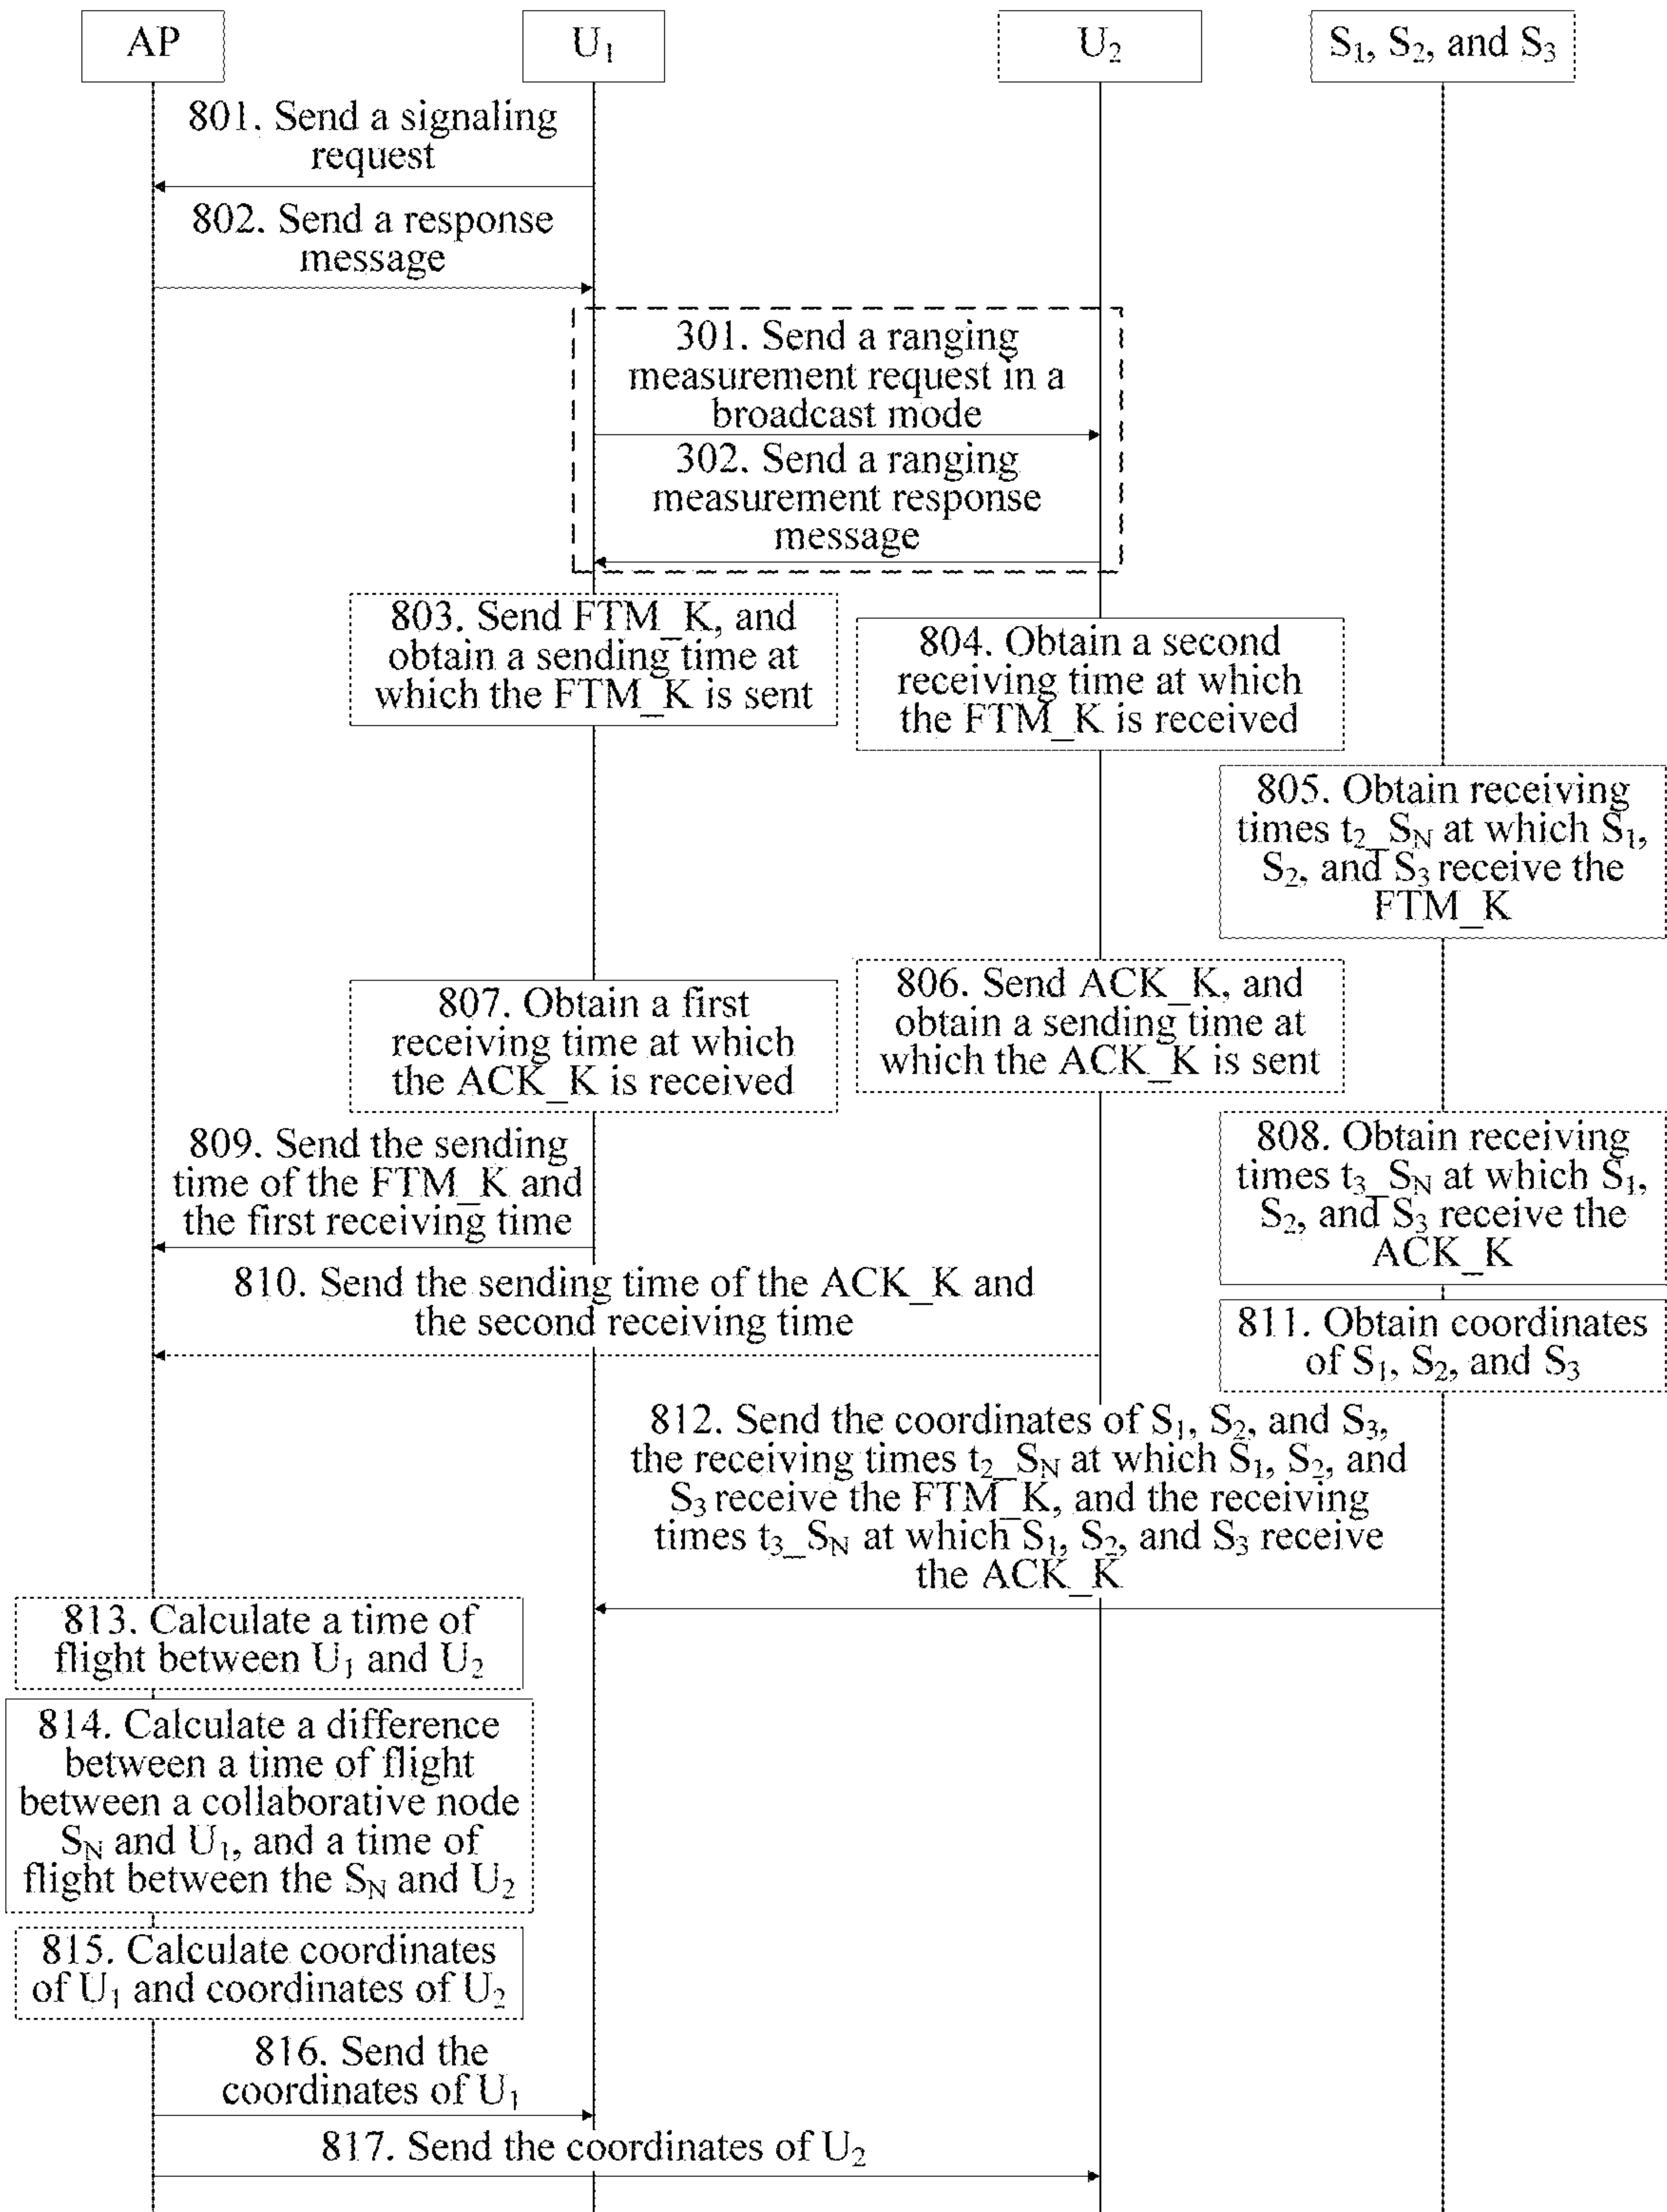 AP
U₁
U₂
S₁, S₂, and S₃
801. Send a signaling
request
802. Send a response
message
301. Send a ranging
measurement request in a
broadcast mode
302. Send a ranging
measurement response
message
803. Send FTM_K, and
obtain a sending time at
which the FTM_K is sent
804. Obtain a second
receiving time at which
the FTM_K is received
805. Obtain receiving
times t₂_S_N at which S₁,
S₂, and S₃ receive the
FTM_K
806. Send ACK_K, and
obtain a sending time at
which the ACK_K is sent
807. Obtain a first
receiving time at which
the ACK_K is received
808. Obtain receiving
times t₃_S_N at which S₁,
S₂, and S₃ receive the
ACK_K
809. Send the sending
time of the FTM_K and
the first receiving time
810. Send the sending time of the ACK_K and
the second receiving time
811. Obtain coordinates
of S₁, S₂, and S₃
812. Send the coordinates of S₁, S₂, and S₃,
the receiving times t₂_S_N at which S₁, S₂, and
S₃ receive the FTM_K, and the receiving
times t₃_S_N at which S₁, S₂, and S₃ receive
the ACK_K
813. Calculate a time of
flight between U₁ and U₂
814. Calculate a difference
between a time of flight
between a collaborative node
S_N and U₁, and a time of
flight between the S_N and U₂
815. Calculate coordinates
of U₁ and coordinates of U₂
816. Send the
coordinates of U₁
817. Send the coordinates of U₂